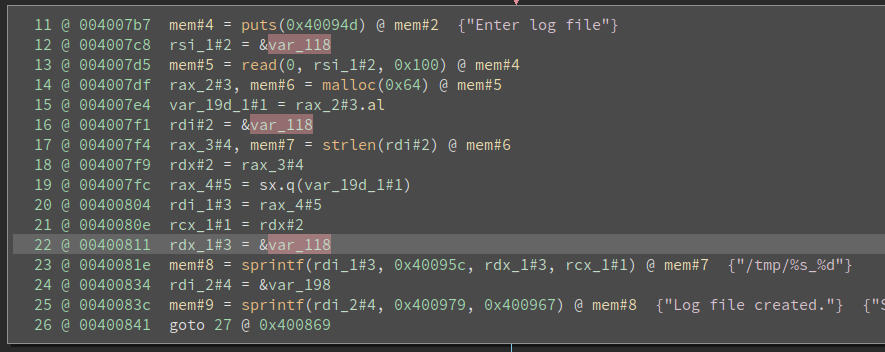 11 @ 004007b7 mem#4 = puts(0x40094d) @ mem#2 {"Enter log file"}
12 @ 004007c8 rsi_1#2 = &var_118
13 @ 004007d5 mem#5 = read(0, rsi_1#2, 0x100) @ mem#4
14 @ 004007df rax_2#3, mem#6 = malloc(0x64) @ mem#5
15 @ 004007e4 var_19d_1#1 = rax_2#3.al
16 @ 004007f1 rdi#2 = &var_118
17 @ 004007f4 rax_3#4, mem#7 = strlen(rdi#2) @ mem#6
18 @ 004007f9 rdx#2 = rax_3#4
19 @ 004007fc rax_4#5 = sx.q(var_19d_1#1)
20 @ 00400804 rdi_1#3 = rax_4#5
21 @ 0040080e rcx_1#1 = rdx#2
22 @ 00400811 rdx_1#3 = &var_118
23 @ 0040081e mem#8 = sprintf(rdi_1#3, 0x40095c, rdx_1#3, rcx_1#1) @ mem#7 {"/tmp/%s_%d"}
24 @ 00400834 rdi_2#4 = &var_198
25 @ 0040083c mem#9 = sprintf(rdi_2#4, 0x400979, 0x400967) @ mem#8 {"Log file created."} {"S
26 @ 00400841 goto 27 @ 0x400869